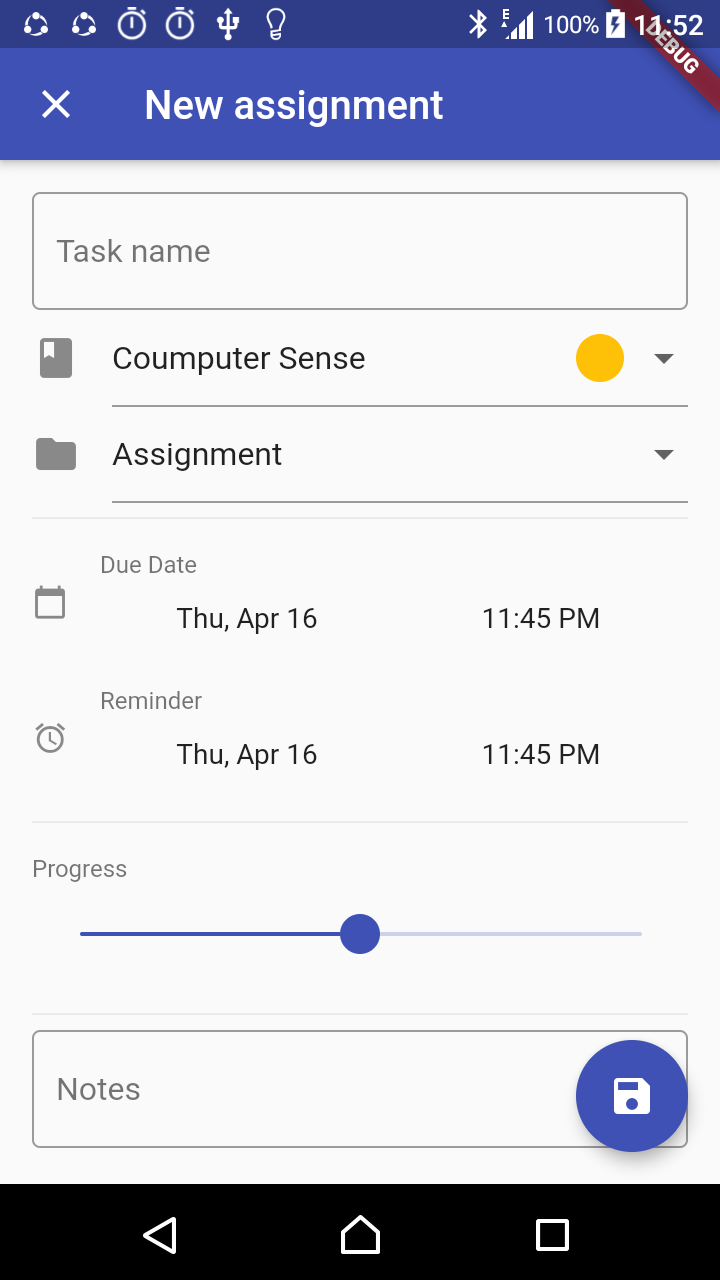 100% 11:52
DEBUG
New assignment
Task name
Coumputer Sense
Assignment
Due Date
Thu, Apr 16 11:45 PM
Reminder
Thu, Apr 16 11:45 PM
Progress
Notes